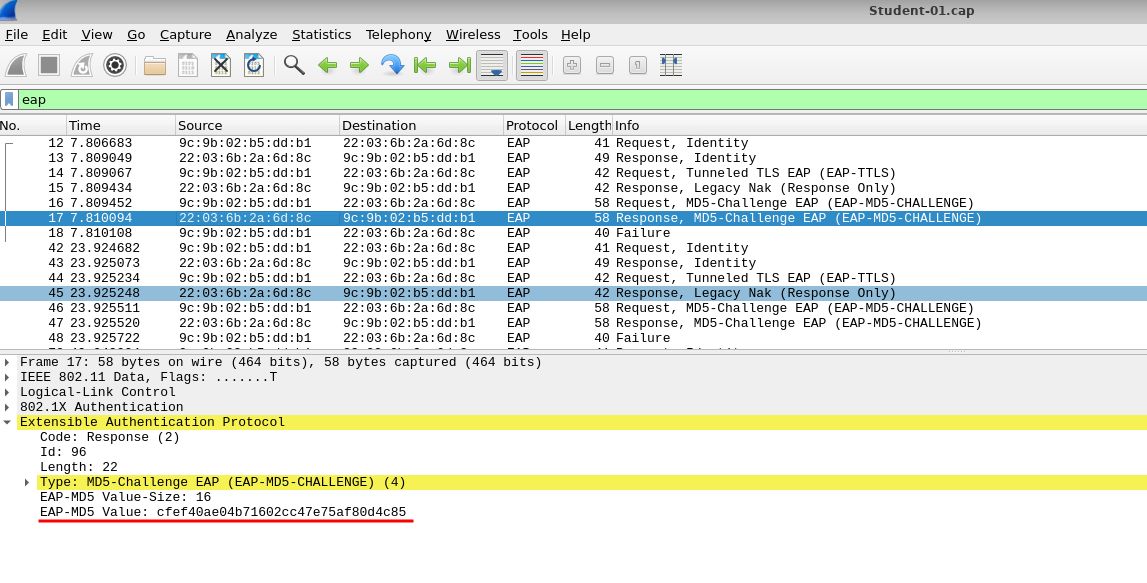 Student-01.cap
File Edit View Go Capture Analyze Statistics Telephony Wireless Tools Help
eap
No. Time Source Destination Protocol Length Info
12 7.806683 9c:9b:02:b5:dd:b1 22:03:6b:2a:6d:8c EAP 41 Request, Identity
13 7.809049 22:03:6b:2a:6d:8c 9c:9b:02:b5:dd:b1 EAP 49 Response, Identity
14 7.809067 9c:9b:02:b5:dd:b1 22:03:6b:2a:6d:8c EAP 42 Request, Tunneled TLS EAP (EAP-TTLS)
15 7.809434 22:03:6b:2a:6d:8c 9c:9b:02:b5:dd:b1 EAP 42 Response, Legacy Nak (Response Only)
16 7.809452 9c:9b:02:b5:dd:b1 22:03:6b:2a:6d:8c EAP 58 Request, MD5-Challenge EAP (EAP-MD5-CHALLENGE)
17 7.810094 22:03:6b:2a:6d:8c 9c:9b:02:b5:dd:b1 EAP 58 Response, MD5-Challenge EAP (EAP-MD5-CHALLENGE)
18 7.810108 9c:9b:02:b5:dd:b1 22:03:6b:2a:6d:8c EAP 40 Failure
42 23.924682 9c:9b:02:b5:dd:b1 22:03:6b:2a:6d:8c EAP 41 Request, Identity
43 23.925073 22:03:6b:2a:6d:8c 9c:9b:02:b5:dd:b1 EAP 49 Response, Identity
44 23.925234 9c:9b:02:b5:dd:b1 22:03:6b:2a:6d:8c EAP 42 Request, Tunneled TLS EAP (EAP-TTLS)
45 23.925248 22:03:6b:2a:6d:8c 9c:9b:02:b5:dd:b1 EAP 42 Response, Legacy Nak (Response Only)
46 23.925511 9c:9b:02:b5:dd:b1 22:03:6b:2a:6d:8c EAP 58 Request, MD5-Challenge EAP (EAP-MD5-CHALLENGE)
47 23.925520 22:03:6b:2a:6d:8c 9c:9b:02:b5:dd:b1 EAP 58 Response, MD5-Challenge EAP (EAP-MD5-CHALLENGE)
48 23.925722 9c:9b:02:b5:dd:b1 22:03:6b:2a:6d:8c EAP 40 Failure
Frame 17: 58 bytes on wire (464 bits), 58 bytes captured (464 bits)
IEEE 802.11 Data, Flags: .......T
Logical-Link Control
802.1X Authentication
Extensible Authentication Protocol
Code: Response (2)
Id: 96
Length: 22
Type: MD5-Challenge EAP (EAP-MD5-CHALLENGE) (4)
EAP-MD5 Value-Size: 16
EAP-MD5 Value: cfef40ae04b71602cc47e75af80d4c85